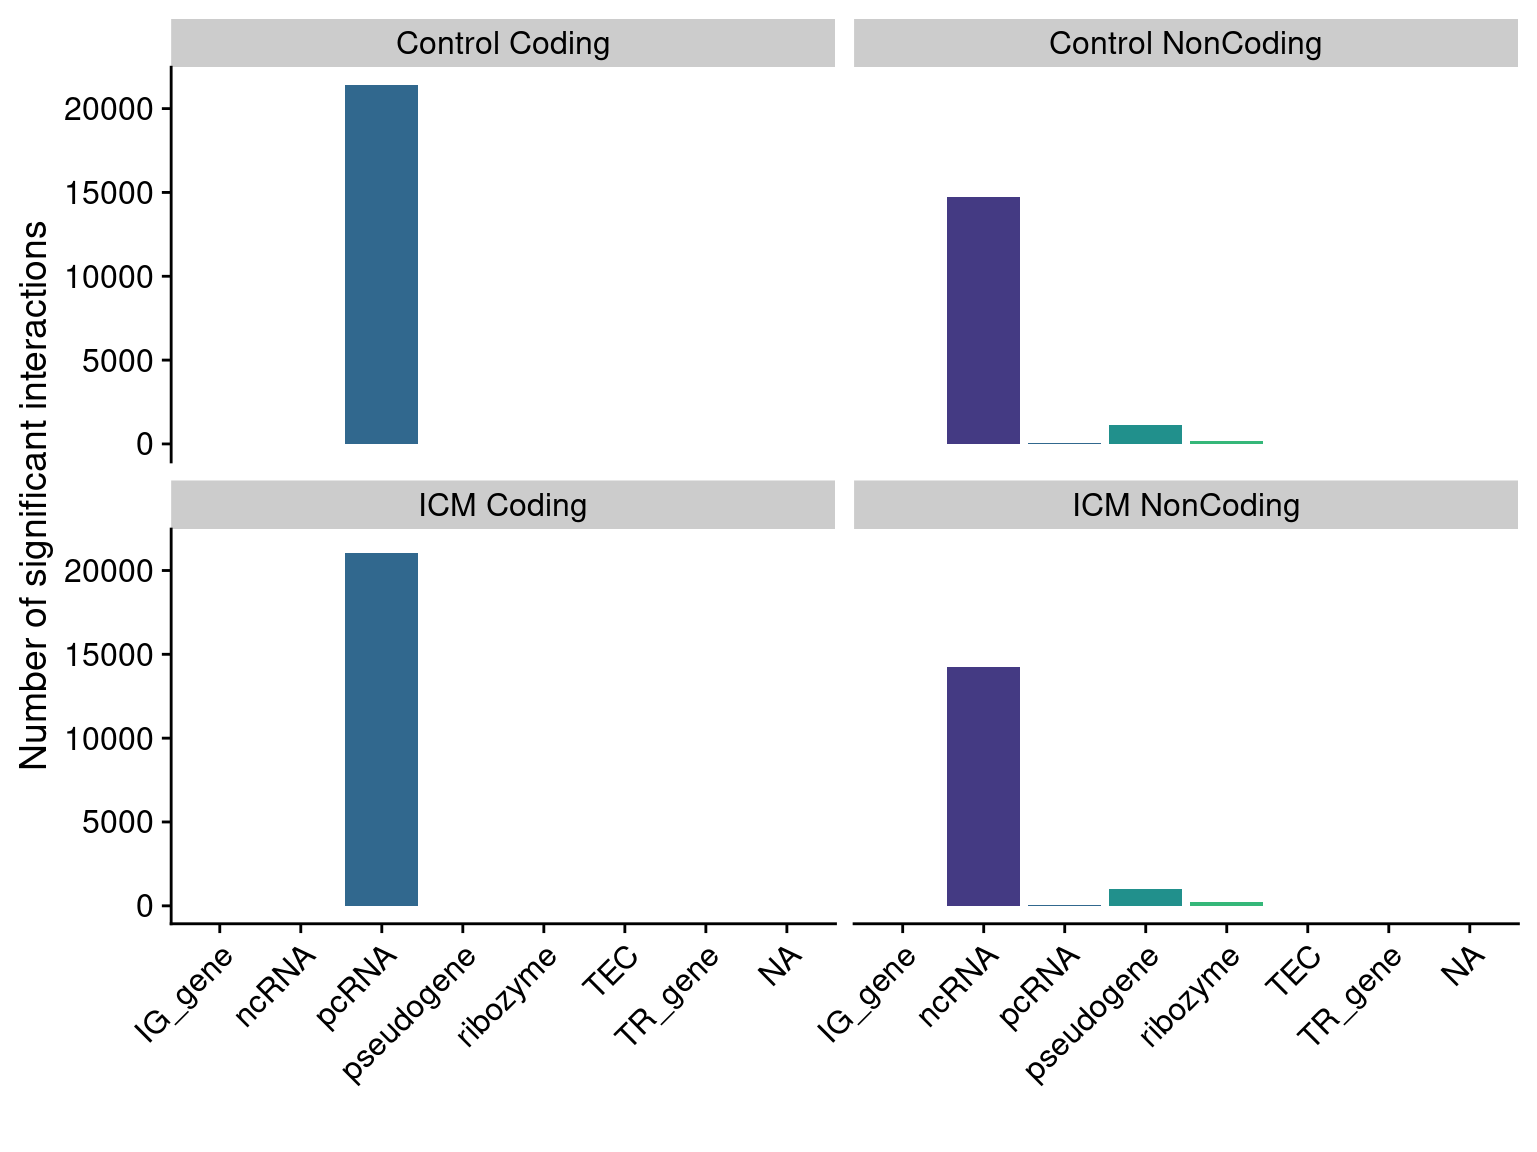 Control Coding
Control NonCoding
Number of significant interactions
20000
15000
10000
5000
0
ICM Coding
ICM NonCoding
20000
15000
10000
5000
0
IG_gene
ncRNA
pcRNA
pseudogene
ribozyme
TEC
TR_gene
NA
IG_gene
ncRNA
pcRNA
pseudogene
ribozyme
TEC
TR_gene
NA